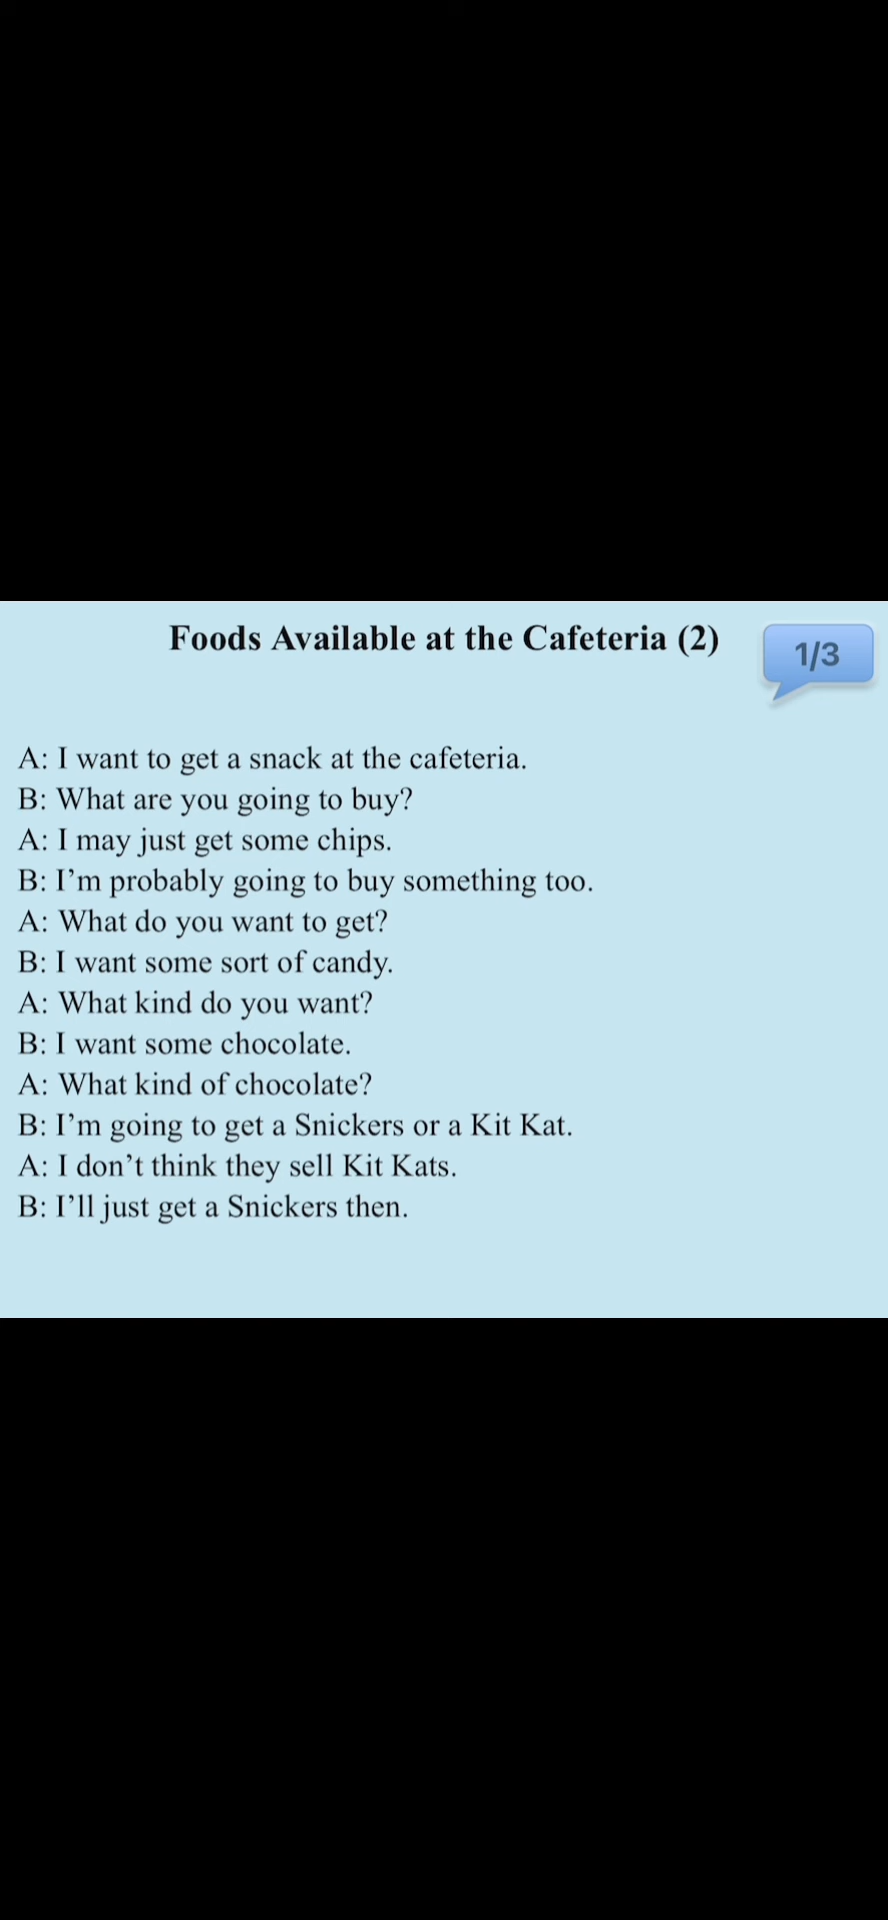 Foods Available at the Cafeteria (2)
1/3
A: I want to get a snack at the cafeteria.
B: What are you going to buy?
A: I may just get some chips.
B: I’m probably going to buy something too.
A: What do you want to get?
B: I want some sort of candy.
A: What kind do you want?
B: I want some chocolate.
A: What kind of chocolate?
B: I’m going to get a Snickers or a Kit Kat.
A: I don’t think they sell Kit Kats.
B: I’ll just get a Snickers then.